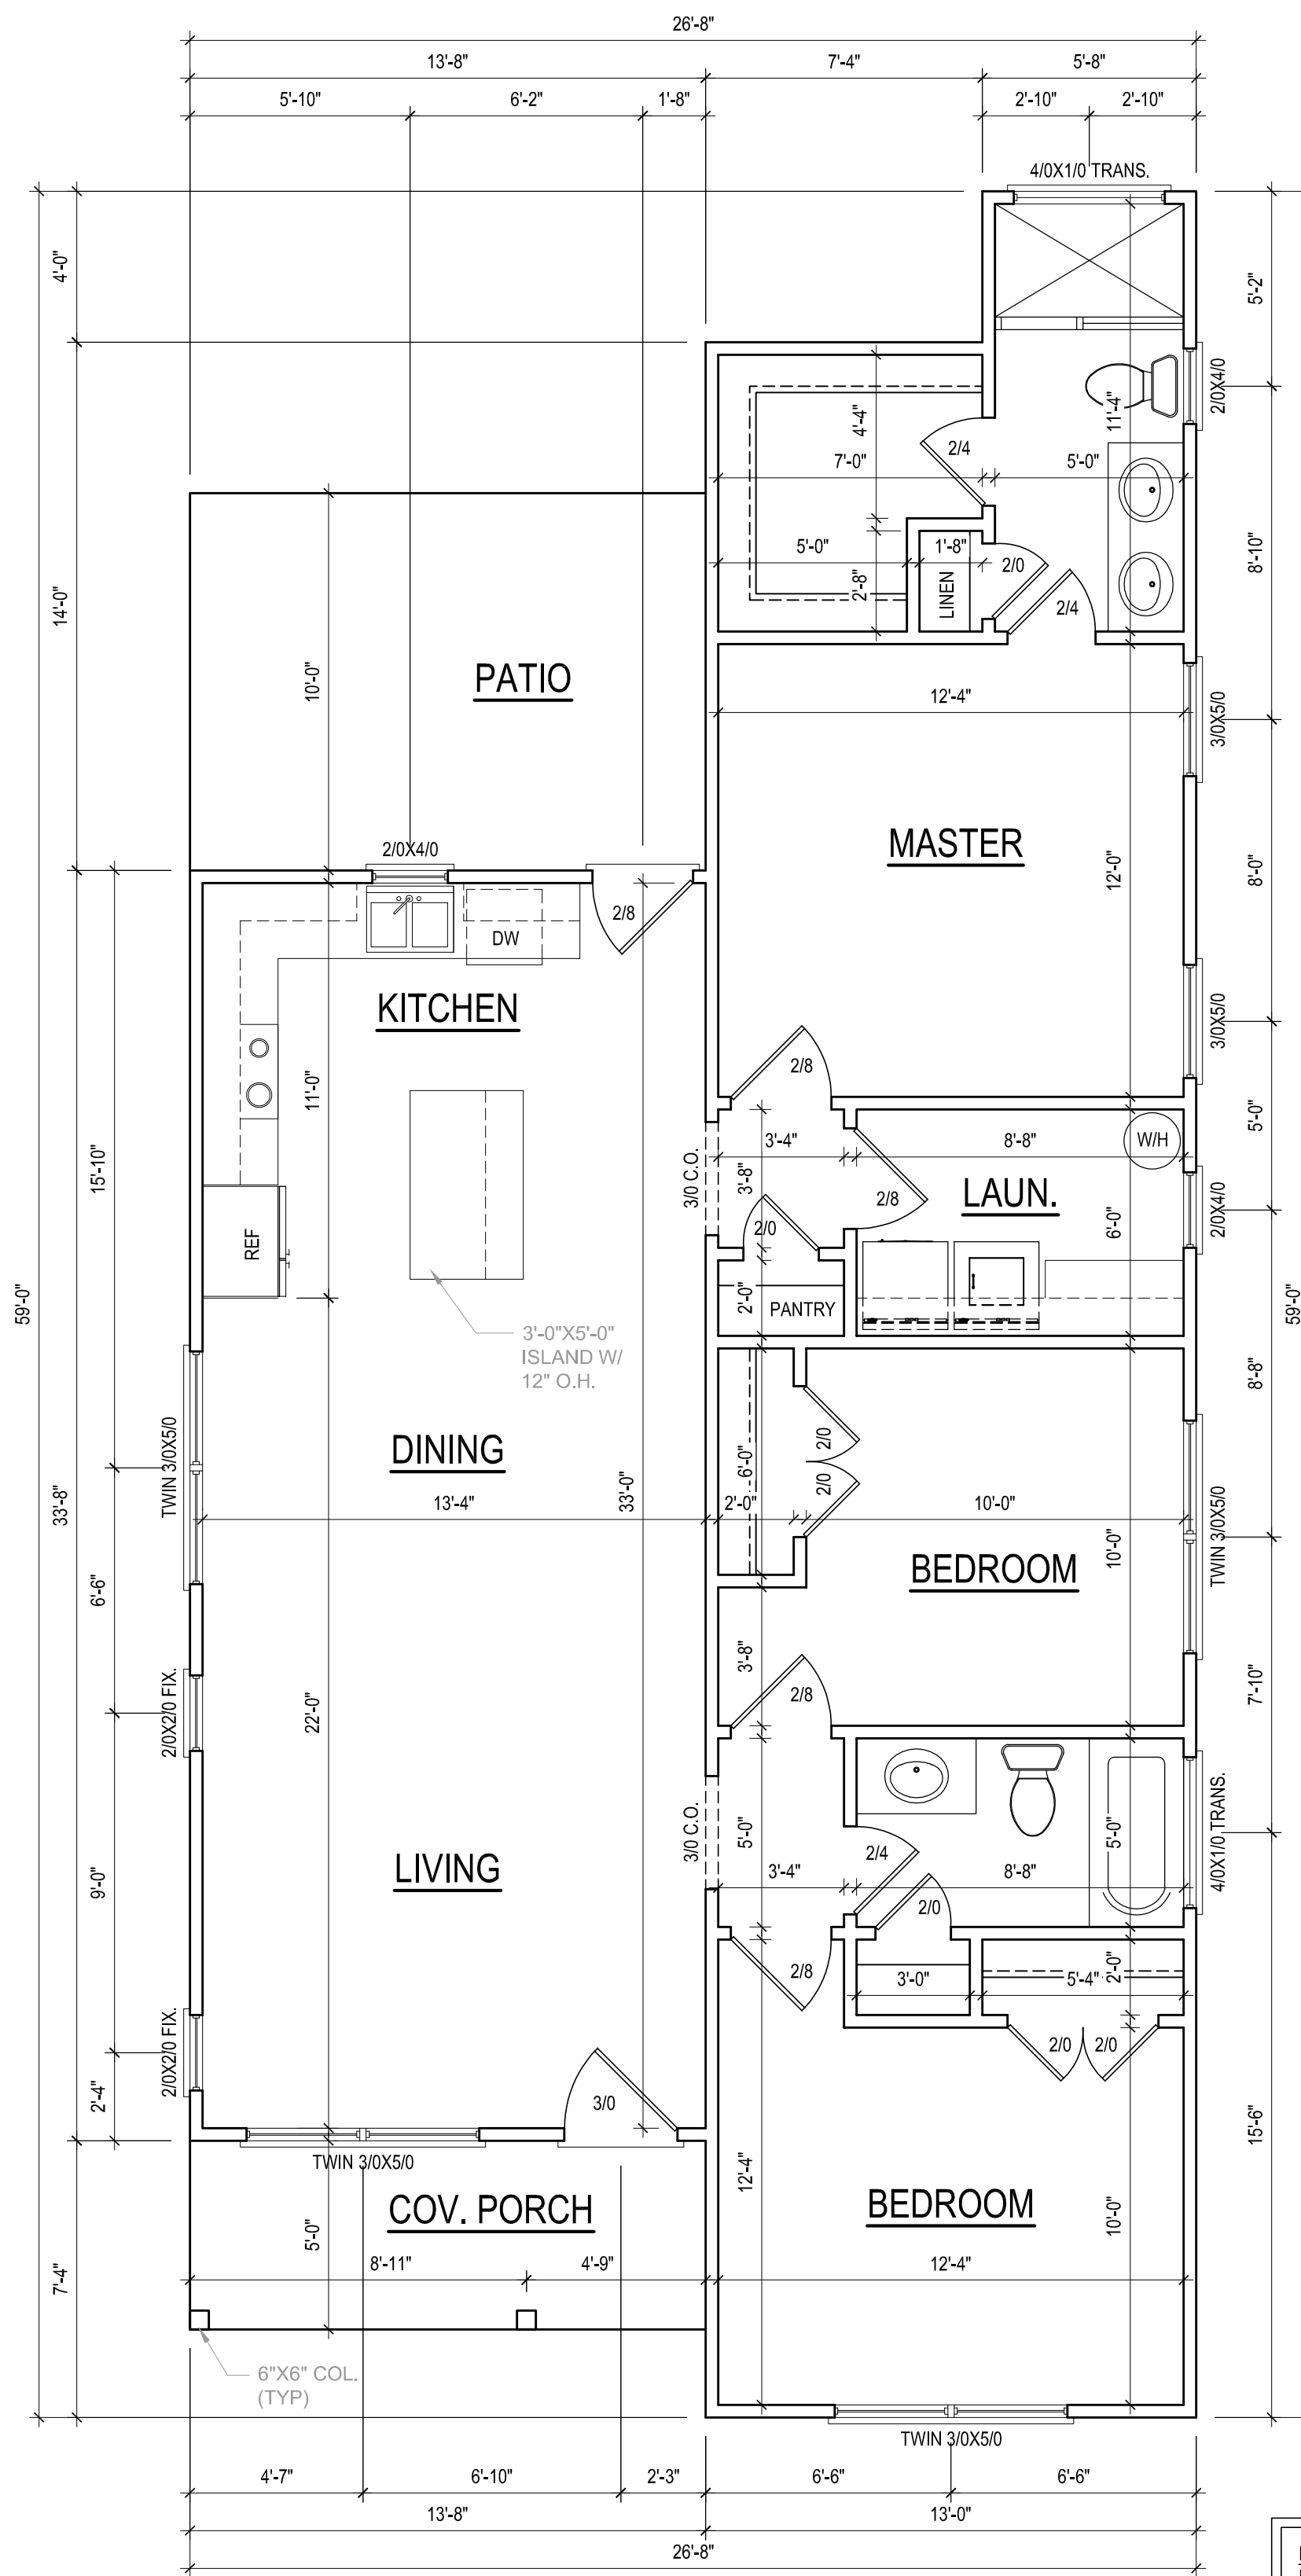 26'-8"
13'-8"
7'-4"
5'-8"
5'-10"
6'-2"
1'-8"
2'-10"
2'-10"
4/0X1/0 TRANS.
4'-0"
5'-2"
2/0X4/0
11'-4"
4'-4"
2/4
7'-0"
5'-0"
5'-0"
1'-8"
2/0
2'-8"
LINEN
2/4
8'-10"
14'-0"
10'-0"
PATIO
12'-4"
3/0X5/0
MASTER
12'-0"
8'-0"
2/0X4/0
2/8
DW
KITCHEN
3/0X5/0
11'-0"
2/8
5'-0"
15'-10"
3/0 C.O.
3'-4"
3'-8"
8'-8"
W/H
2/8
LAUN.
2/0X4/0
6'-0"
2/0
REF
2'-0"
PANTRY
59'-0"
59'-0"
3'-0"X5'-0"
ISLAND W/
12" O.H.
8'-8"
DINING
TWIN 3/0X5/0
2/0
2/0
6'-0"
33'-0"
33'-8"
13'-4"
2'-0"
10'-0"
TWIN 3/0X5/0
10'-0"
BEDROOM
6'-6"
3'-8"
2/8
7'-10"
22'-0"
2/0X2/0 FIX.
3/0 C.O.
5'-0"
5'-0"
4/0X1/0 TRANS.
2/4
3'-4"
8'-8"
LIVING
9'-0"
2/0
2/8
3'-0"
5'-4"
2'-0"
2/0
2/0
2/0X2/0 FIX.
2'-4"
3/0
15'-6"
TWIN 3/0X5/0
12'-4"
COV. PORCH
BEDROOM
10'-0"
5'-0"
7'-4"
8'-11"
4'-9"
12'-4"
6"X6" COL.
(TYP)
TWIN 3/0X5/0
4'-7"
6'-10"
2'-3"
6'-6"
6'-6"
13'-8"
13'-0"
26'-8"